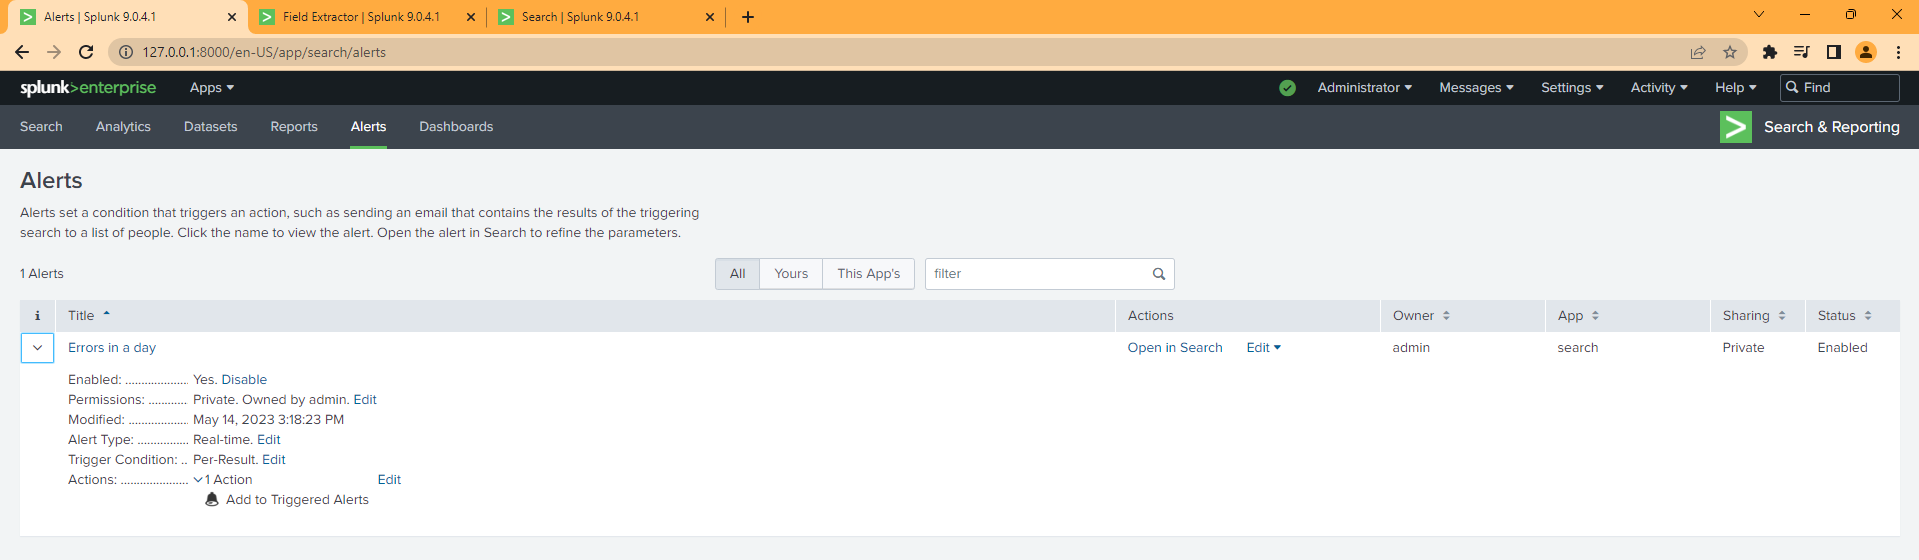 Alerts | Splunk 9.0.4.1
Field Extractor | Splunk 9.0.4.1
Search | Splunk 9.0.4.1
127.0.0.1:8000/en-US/app/search/alerts
splunk>enterprise Apps Administrator Messages Settings Activity Help Find
Search Analytics Datasets Reports Alerts Dashboards Search & Reporting
Alerts
Alerts set a condition that triggers an action, such as sending an email that contains the results of the triggering
search to a list of people. Click the name to view the alert. Open the alert in Search to refine the parameters.
1 Alerts All Yours This App's filter
i Title Actions Owner App Sharing Status
Errors in a day Open in Search Edit admin search Private Enabled
Enabled: ................... Yes. Disable
Permissions: ............ Private. Owned by admin. Edit
Modified: .................. May 14, 2023 3:18:23 PM
Alert Type: ................ Real-time. Edit
Trigger Condition: .. Per-Result. Edit
Actions: ..................... 1 Action Edit
Add to Triggered Alerts